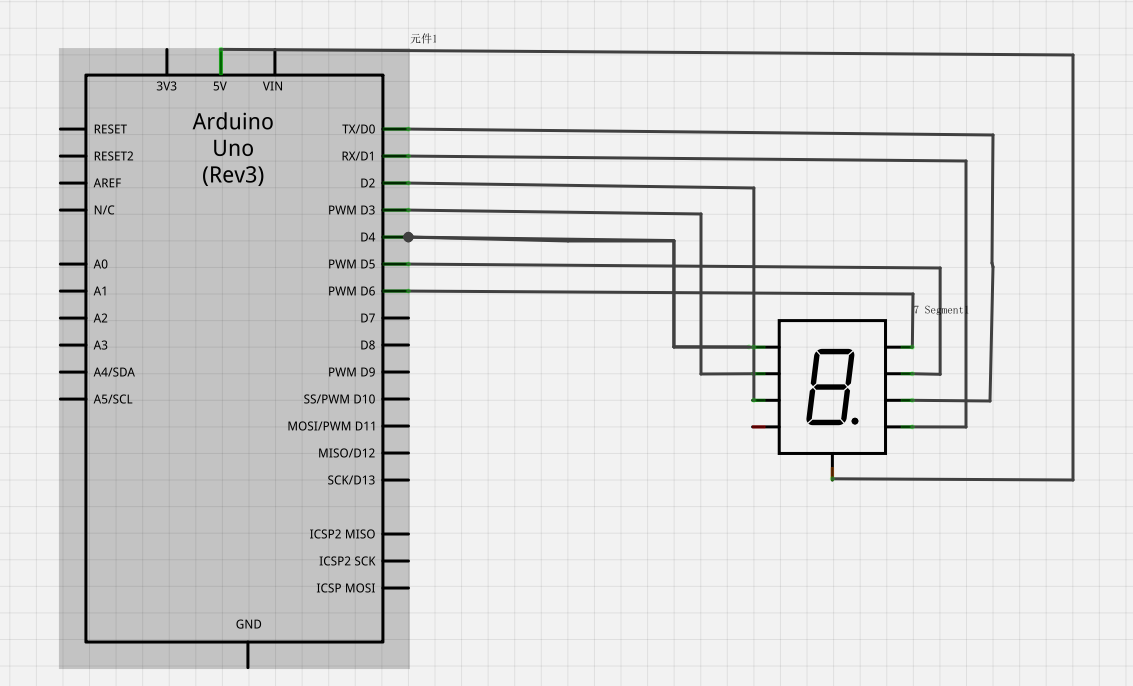 元件1
3V3
5V
VIN
Arduino
Uno
(Rev3)
RESET
RESET2
AREF
N/C
A0
A1
A2
A3
A4/SDA
A5/SCL
TX/D0
RX/D1
D2
PWM D3
D4
PWM D5
PWM D6
D7
D8
PWM D9
SS/PWM D10
MOSI/PWM D11
MISO/D12
SCK/D13
ICSP2 MISO
ICSP2 SCK
ICSP MOSI
GND
7 Segment1
8.